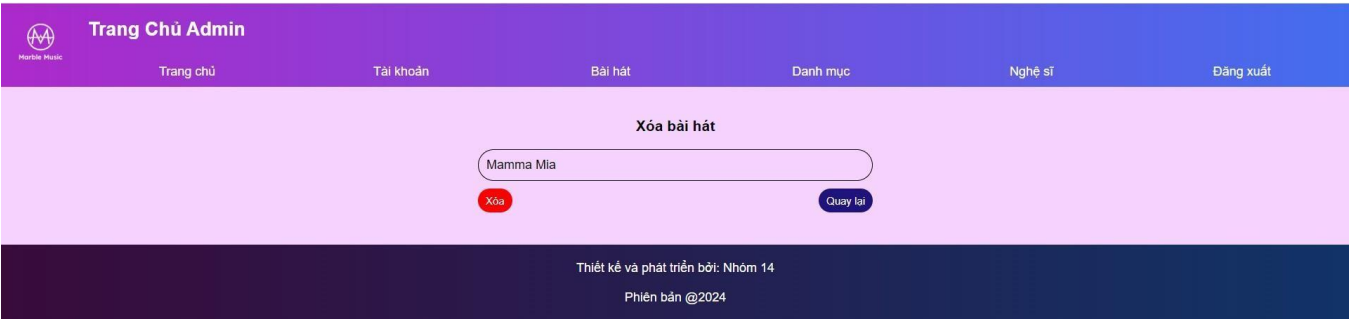 Marble Music
Trang Chủ Admin
Trang chủ Tài khoản Bài hát Danh mục Nghệ sĩ Đăng xuất
Xóa bài hát
Mamma Mia
Xóa Quay lại
Thiết kế và phát triển bởi: Nhóm 14
Phiên bản @2024